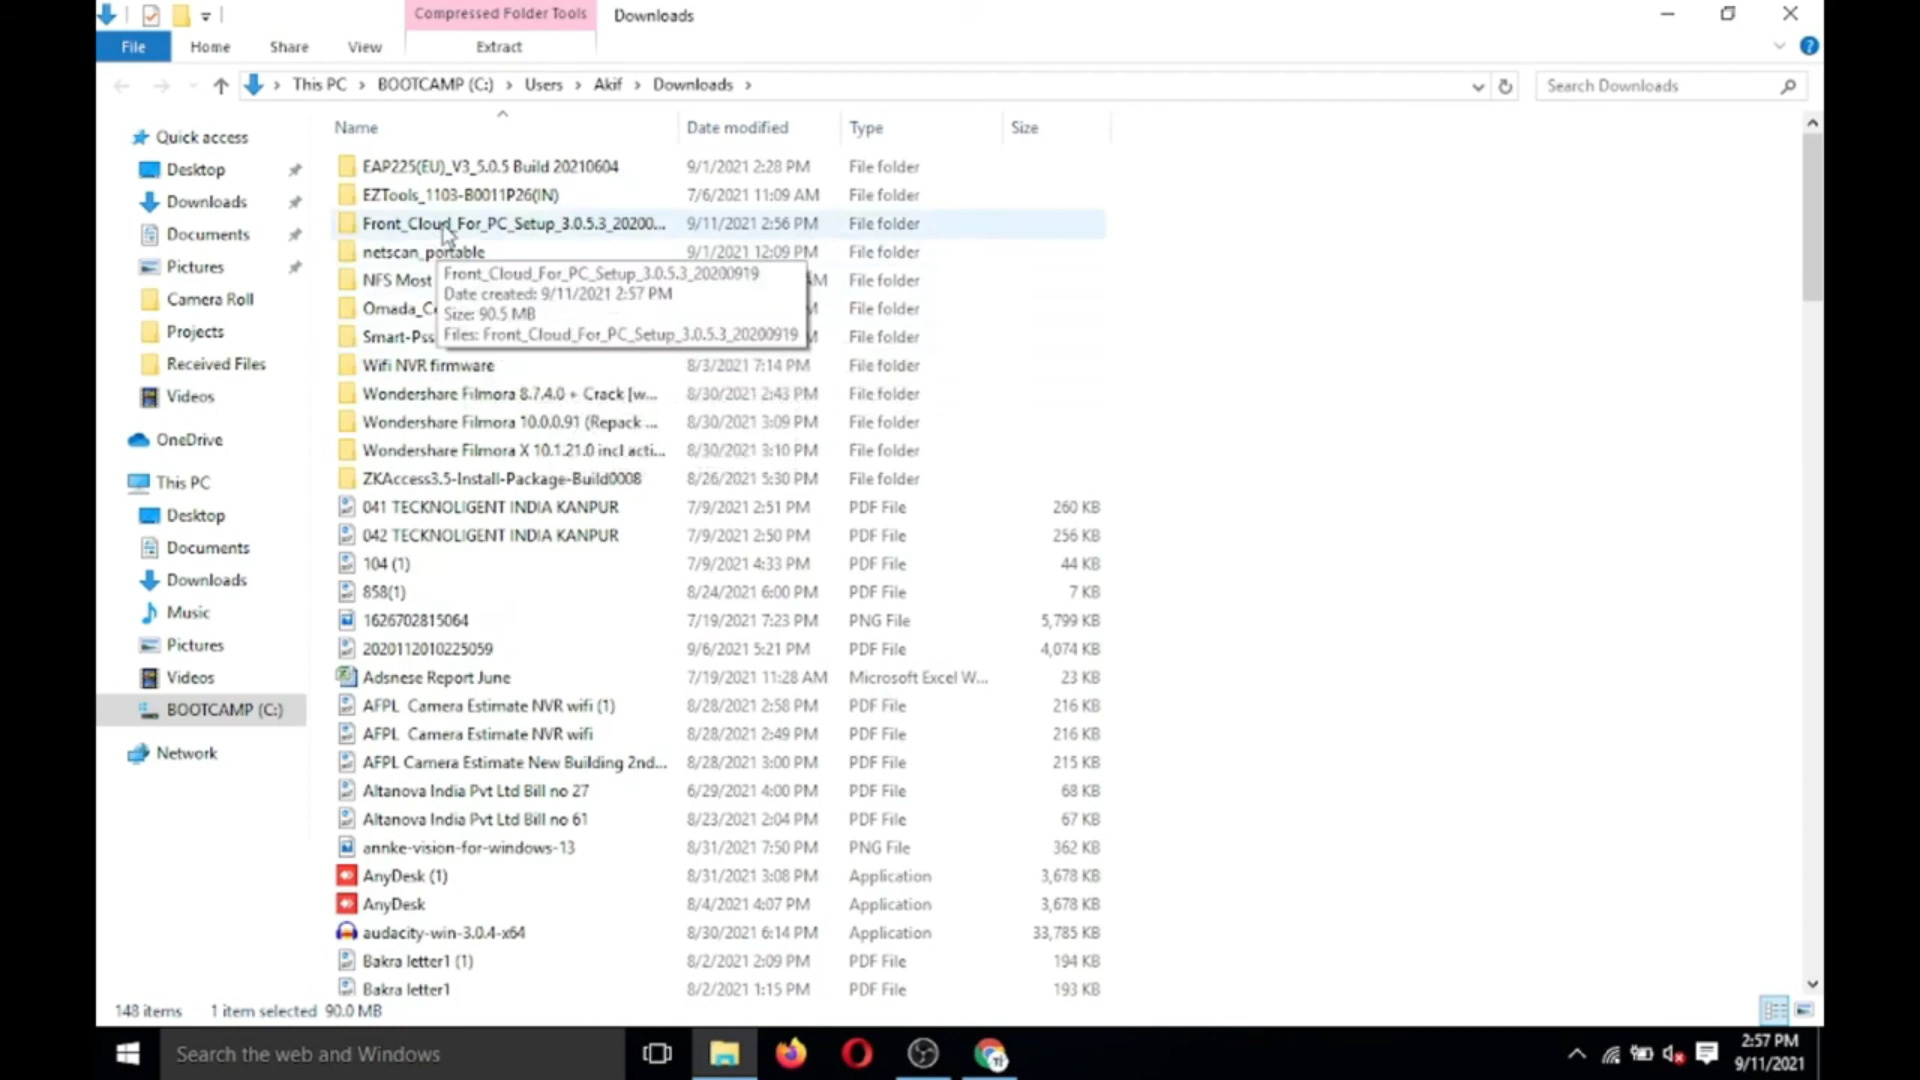 Compressed Folder Tools
Downloads
File
Home
Share
View
Extract
This PC > BOOTCAMP (C:) > Users > Akif > Downloads >
Search Downloads
Name
Date modified
Type
Size
Quick access
Desktop
Downloads
Documents
Pictures
Camera Roll
Projects
Received Files
Videos
OneDrive
This PC
Desktop
Documents
Downloads
Music
Pictures
Videos
BOOTCAMP (C:)
Network
EAP225(EU)_V3_5.0.5 Build 20210604 9/1/2021 2:28 PM File folder
EZTools_1103-B0011P26(IN) 7/6/2021 11:09 AM File folder
Front_Cloud_For_PC_Setup_3.0.5.3_20200... 9/11/2021 2:56 PM File folder
netscan_portable 9/1/2021 12:09 PM File folder
NFS Most File folder
File folder
Smart-Pss File folder
Front_Cloud_For_PC_Setup_3.0.5.3_20200919
Date created: 9/11/2021 2:57 PM
Size: 90.5 MB
Files: Front_Cloud_For_PC_Setup_3.0.5.3_20200919
Wifi NVR firmware 8/3/2021 7:14 PM File folder
Wondershare Filmora 8.7.4.0 + Crack [w... 8/30/2021 2:43 PM File folder
Wondershare Filmora 10.0.0.91 (Repack ... 8/30/2021 3:09 PM File folder
Wondershare Filmora X 10.1.21.0 incl acti... 8/30/2021 3:10 PM File folder
ZKAccess3.5-Install-Package-Build0008 8/26/2021 5:30 PM File folder
041 TECKNOLIGENT INDIA KANPUR 7/9/2021 2:51 PM PDF File 260 KB
042 TECKNOLIGENT INDIA KANPUR 7/9/2021 2:50 PM PDF File 256 KB
104 (1) 7/9/2021 4:33 PM PDF File 44 KB
858(1) 8/24/2021 6:00 PM PDF File 7 KB
1626702815064 7/19/2021 7:23 PM PNG File 5,799 KB
2020112010225059 9/6/2021 5:21 PM PDF File 4,074 KB
Adsnese Report June 7/19/2021 11:28 AM Microsoft Excel W... 23 KB
AFPL Camera Estimate NVR wifi (1) 8/28/2021 2:58 PM PDF File 216 KB
AFPL Camera Estimate NVR wifi 8/28/2021 2:49 PM PDF File 216 KB
AFPL Camera Estimate New Building 2nd... 8/28/2021 3:00 PM PDF File 215 KB
Altanova India Pvt Ltd Bill no 27 6/29/2021 4:00 PM PDF File 68 KB
Altanova India Pvt Ltd Bill no 61 8/23/2021 2:04 PM PDF File 67 KB
annke-vision-for-windows-13 8/31/2021 7:50 PM PNG File 362 KB
AnyDesk (1) 8/31/2021 3:08 PM Application 3,678 KB
AnyDesk 8/4/2021 4:07 PM Application 3,678 KB
audacity-win-3.0.4-x64 8/30/2021 6:14 PM Application 33,785 KB
Bakra letter1 (1) 8/2/2021 2:09 PM PDF File 194 KB
Bakra letter1 8/2/2021 1:15 PM PDF File 193 KB
148 items 1 item selected 90.0 MB
Search the web and Windows
2:57 PM
9/11/2021